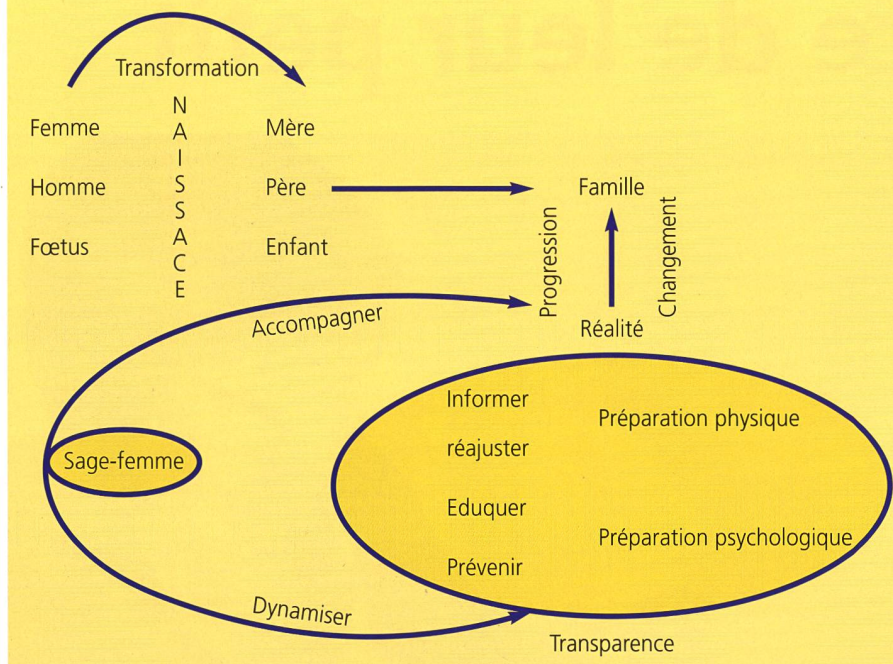 Transformation
NAISSACE
Femme
Mère
Homme
Père
Famille
Fœtus
Enfant
Progression
Changement
Accompagner
Réalité
Informer
Préparation physique
réajuster
Sage-femme
Eduquer
Préparation psychologique
Prévenir
Dynamiser
Transparence